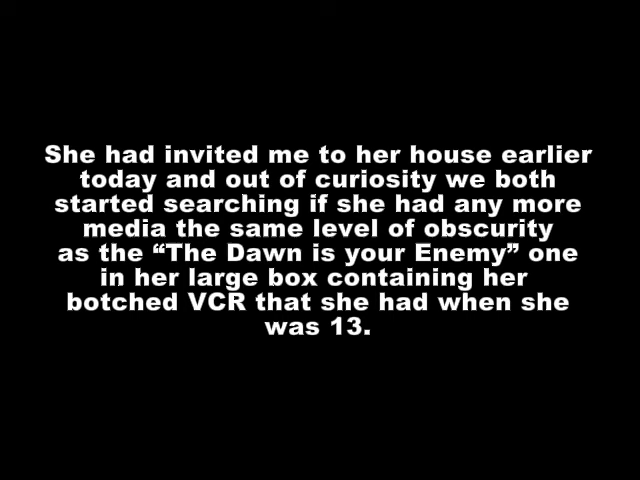 She had invited me to her house earlier
today and out of curiosity we both
started searching if she had any more
media the same level of obscurity
as the “The Dawn is your Enemy” one
in her large box containing her
botched VCR that she had when she
was 13.